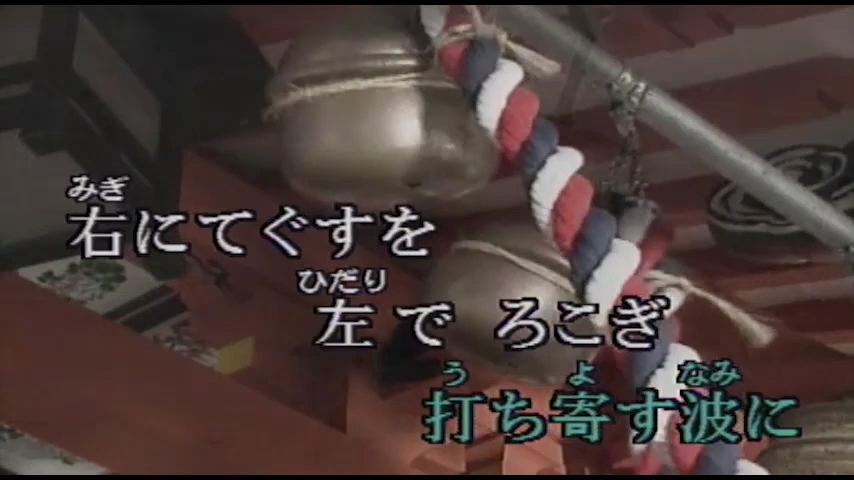 みぎ
右にてぐすを
ひだり
左で ろこぎ
う よ なみ
打ち寄す波に